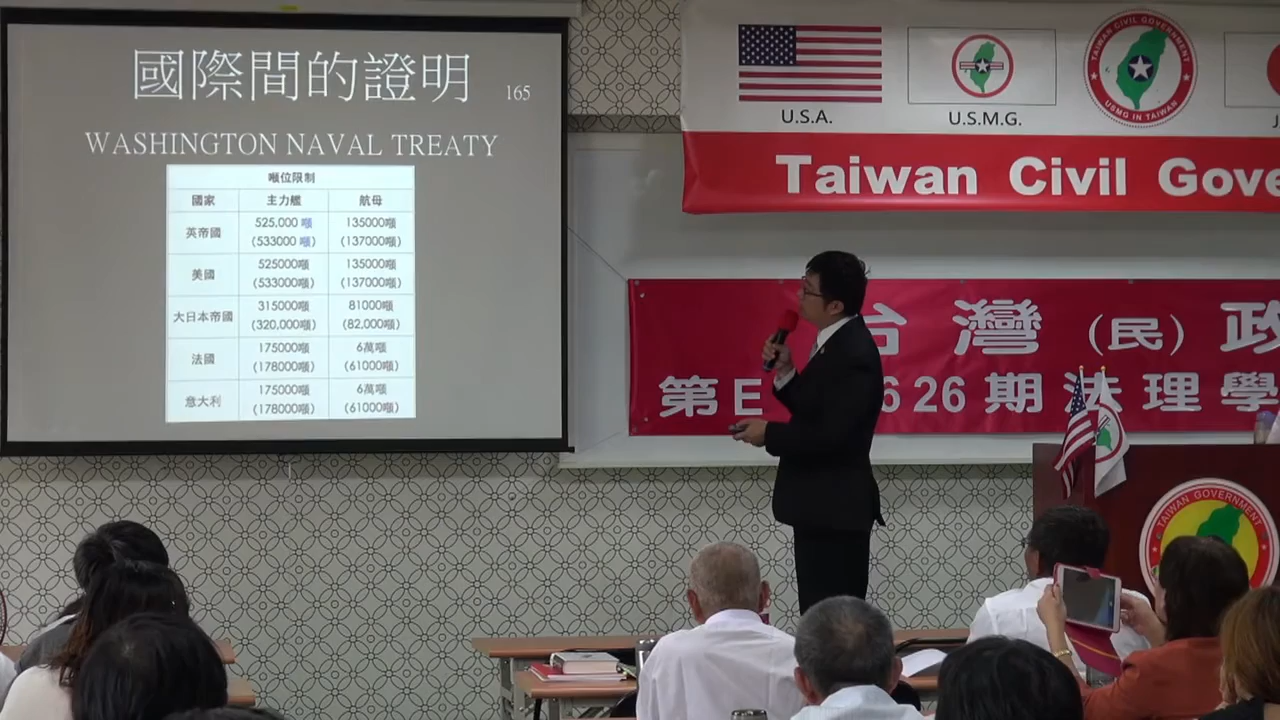 國際間的證明
165
WASHINGTON NAVAL TREATY
噸位限制
國家 主力艦 航母
英帝國 525,000 噸 (533000 噸) 135000噸 (137000噸)
美國 525000噸 (533000噸) 135000噸 (137000噸)
大日本帝國 315000噸 (320,000噸) 81000噸 (82,000噸)
法國 175000噸 (178000噸) 6萬噸 (61000噸)
意大利 175000噸 (178000噸) 6萬噸 (61000噸)
U.S.A.
U.S.M.G.
TAIWAN CIVIL GOVERNMENT
USMG IN TAIWAN
J
Taiwan Civil Gove
台灣(民)政
第E 626期法理學
TAIWAN GOVERNMENT